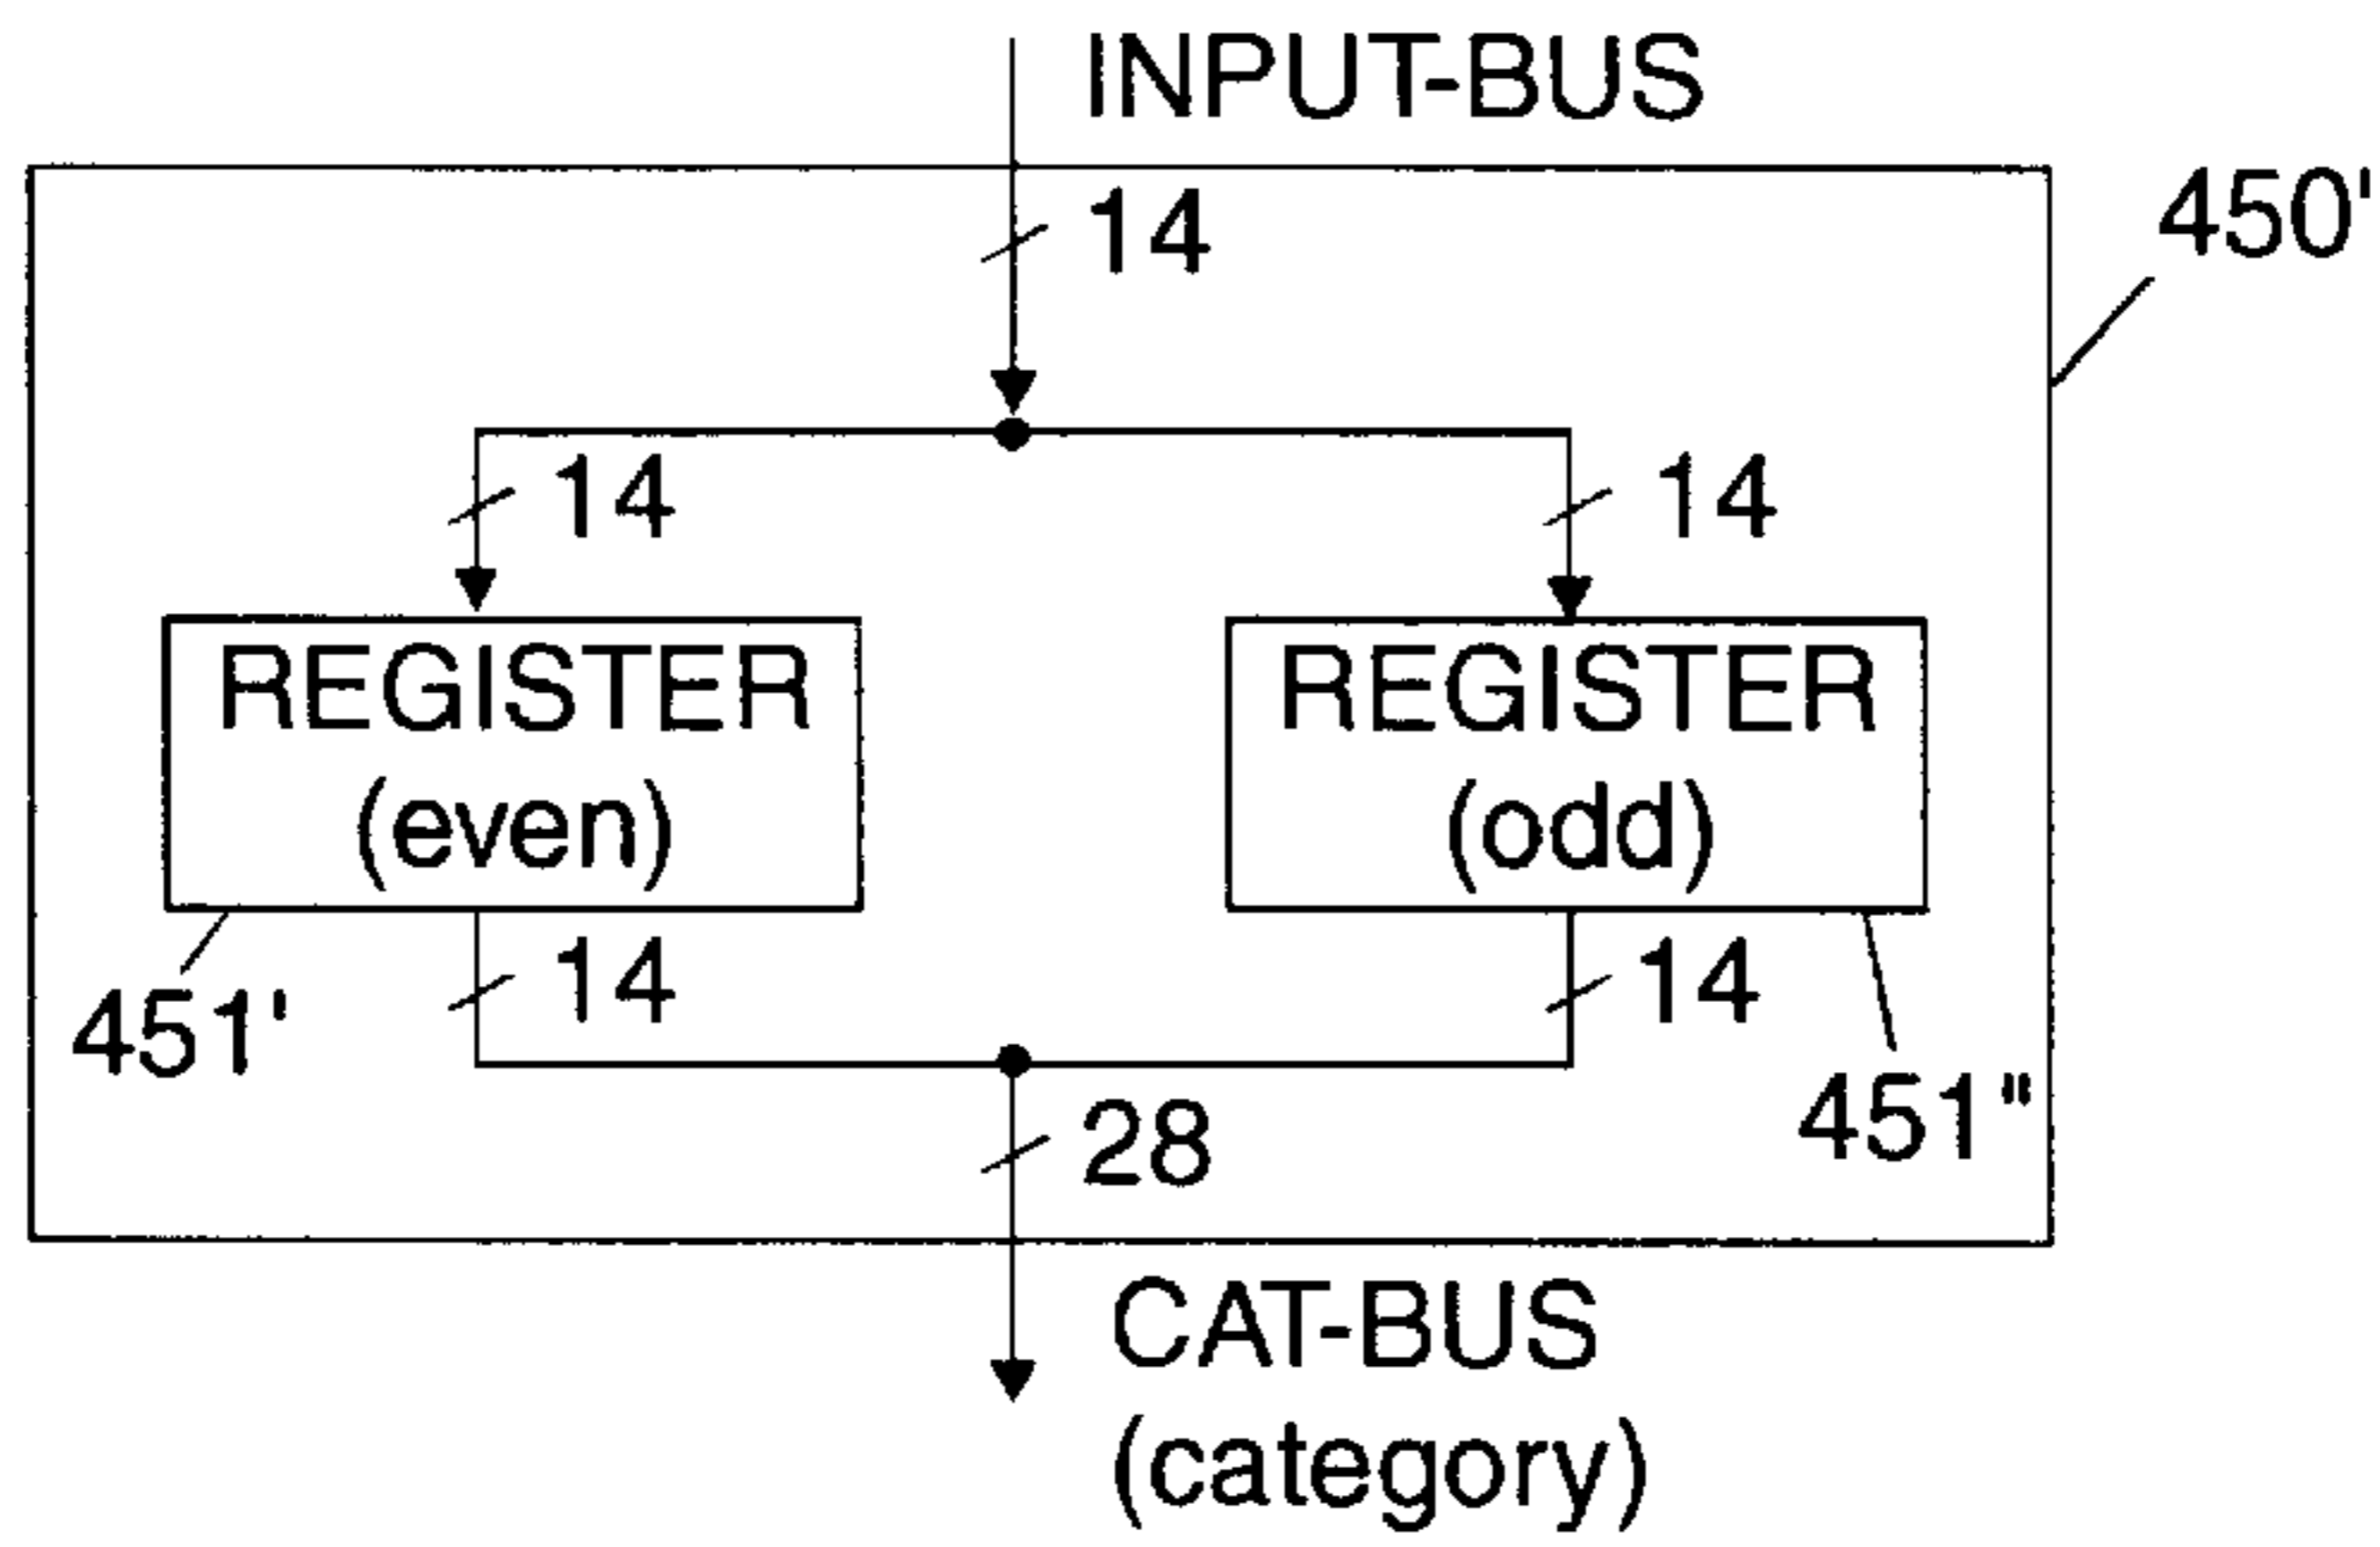 INPUT-BUS
14
450'
14
14
REGISTER
(even)
REGISTER
(odd)
14
14
451'
451"
28
CAT-BUS
(category)